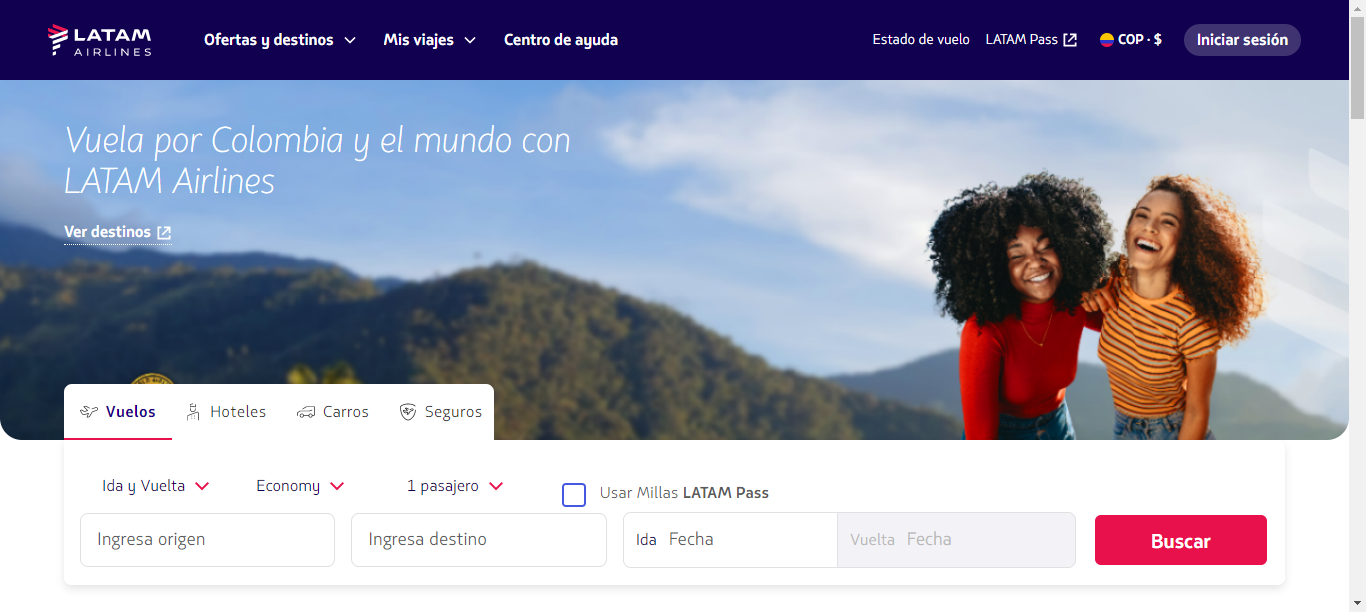 LATAM
AIRLINES
Ofertas y destinos
Mis viajes
Centro de ayuda
Estado de vuelo
LATAM Pass
COP · $
Iniciar sesión
Vuela por Colombia y el mundo con
LATAM Airlines
Ver destinos
Vuelos
Hoteles
Carros
Seguros
Ida y Vuelta
Economy
1 pasajero
Usar Millas LATAM Pass
Ingresa origen
Ingresa destino
Ida Fecha
Vuelta Fecha
Buscar